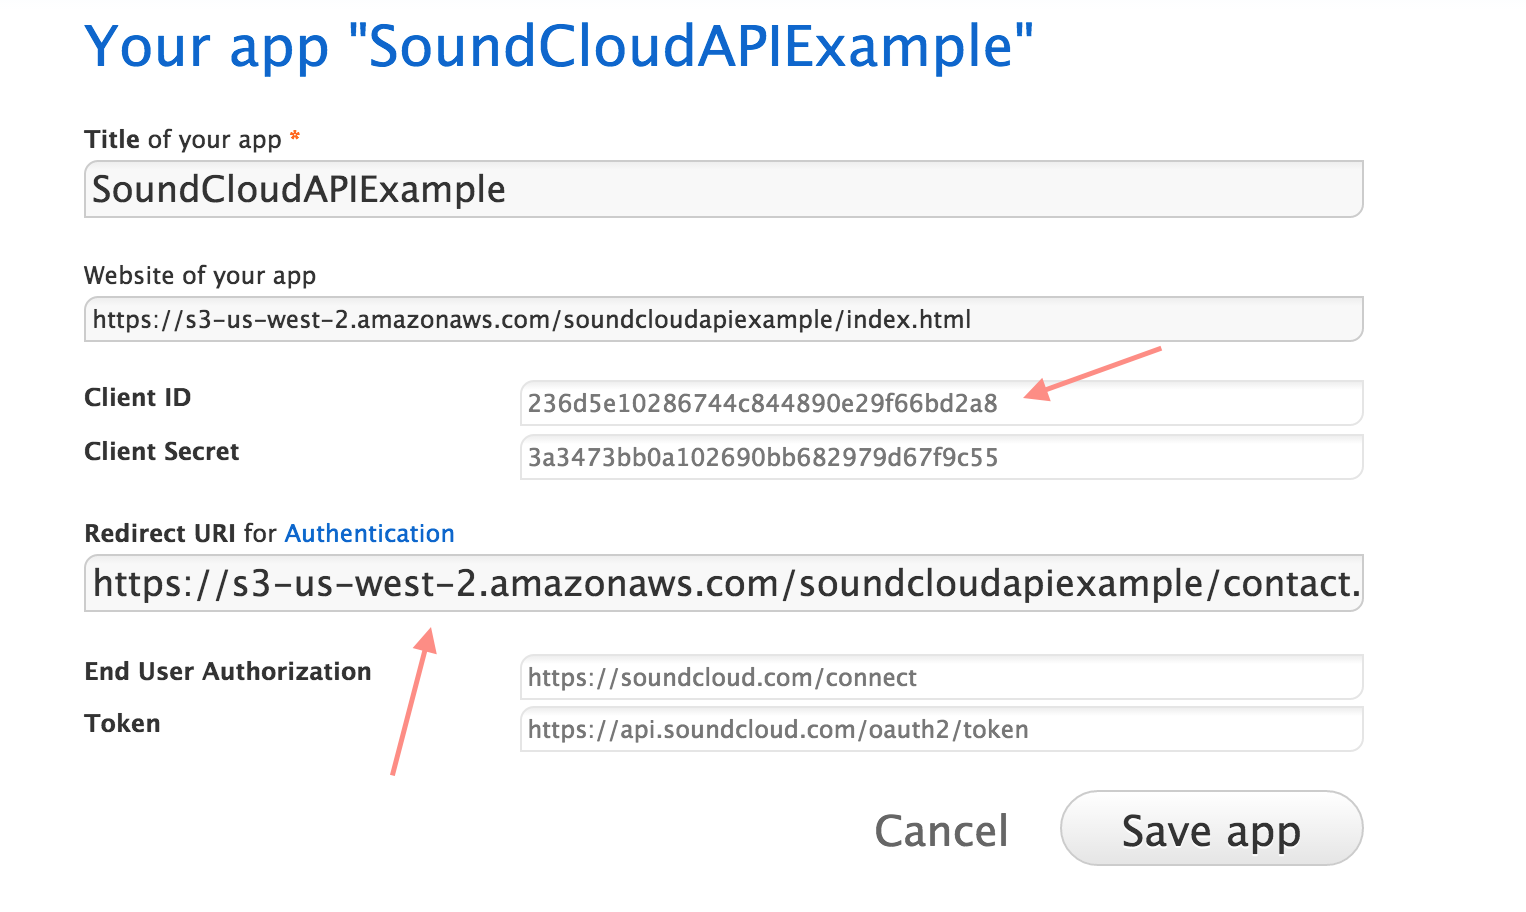 Your app "SoundCloudAPIExample"
Title of your app *
SoundCloudAPIExample
Website of your app
https://s3-us-west-2.amazonaws.com/soundcloudapiexample/index.html
Client ID
236d5e10286744c844890e29f66bd2a8
Client Secret
3a3473bb0a102690bb682979d67f9c55
Redirect URI for Authentication
https://s3-us-west-2.amazonaws.com/soundcloudapiexample/contact.
End User Authorization
https://soundcloud.com/connect
Token
https://api.soundcloud.com/oauth2/token
Cancel
Save app